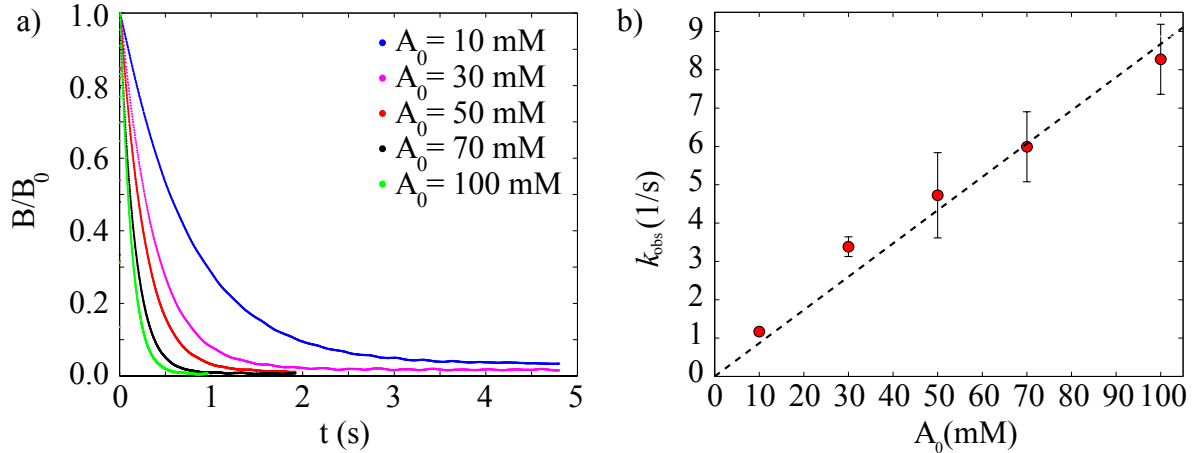 a)
1.0
0.8
0.6
0.4
0.2
0.0
B/B₀
A₀= 10 mM
A₀= 30 mM
A₀= 50 mM
A₀= 70 mM
A₀= 100 mM
0 1 2 3 4 5
t (s)
b)
9
8
7
6
5
4
3
2
1
0
k_obs (1/s)
0 10 20 30 40 50 60 70 80 90 100
A₀(mM)